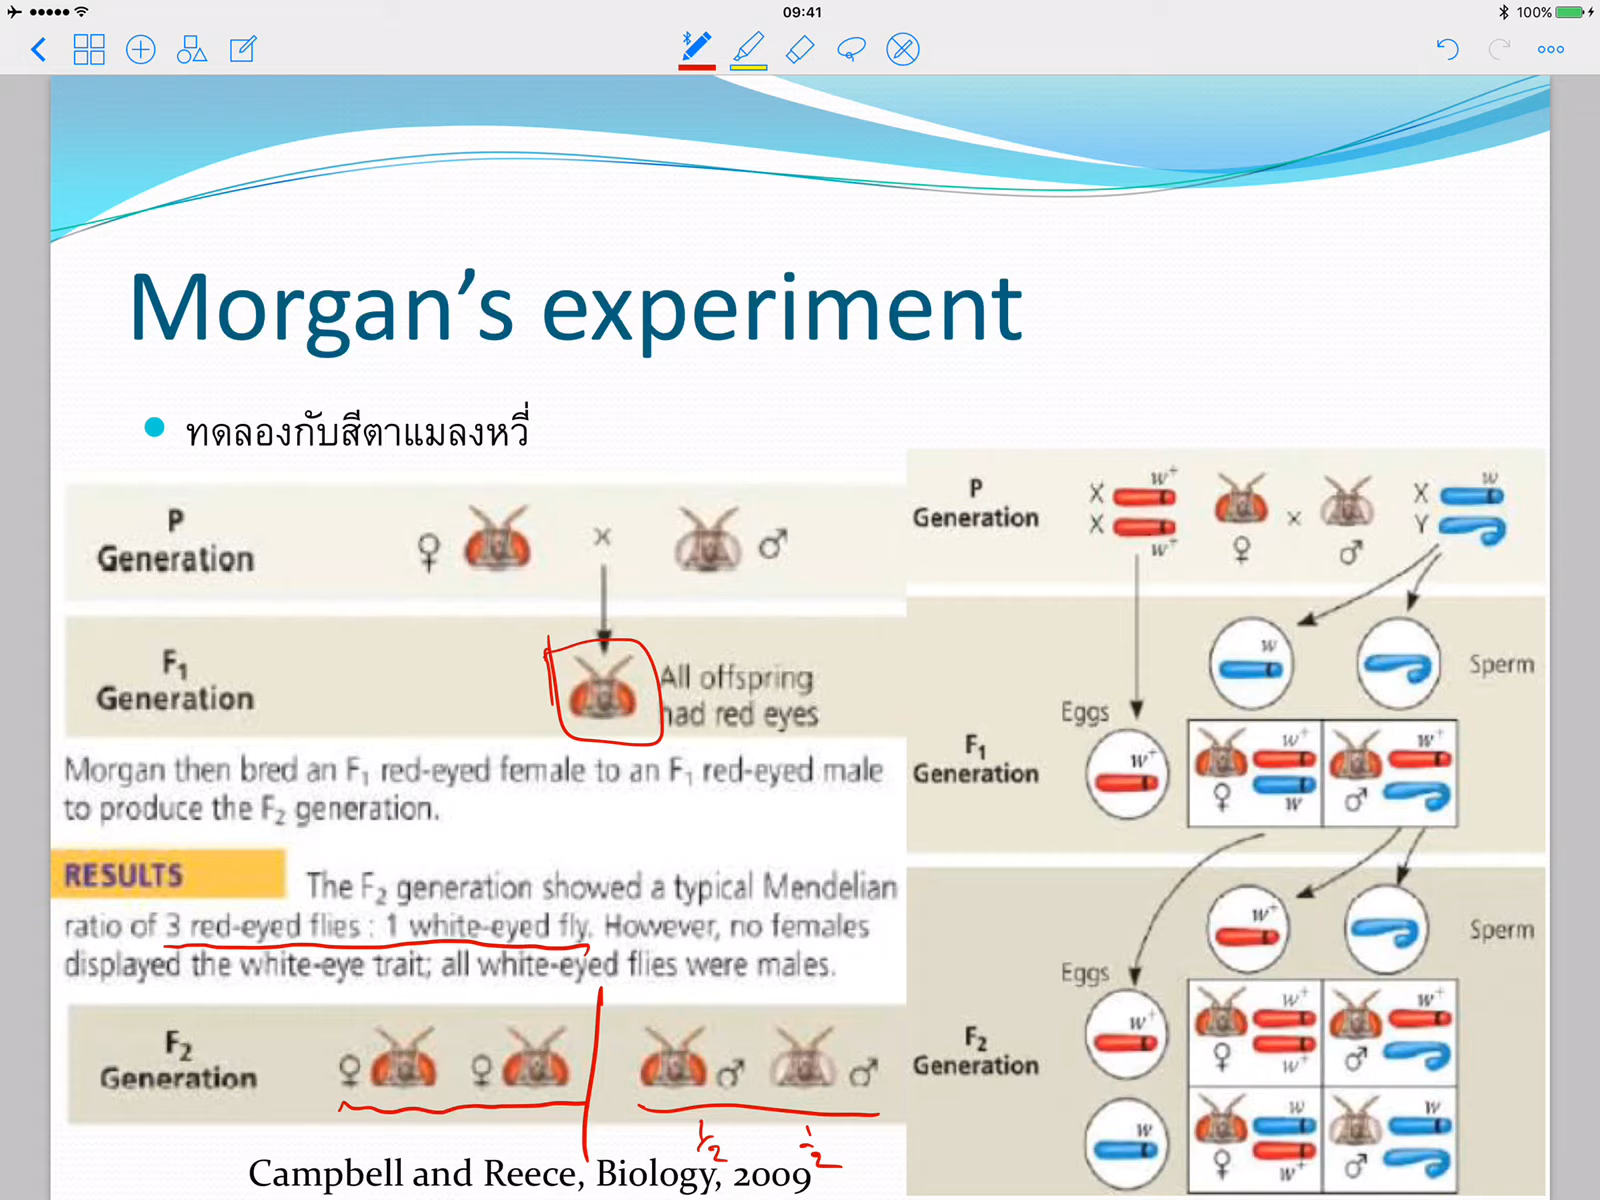 09:41
100%
Morgan's experiment
ทดลองกับสีตาแมลงหวี่
P
Generation
♀
×
♂
F1
Generation
All offspring
had red eyes
Morgan then bred an F1 red-eyed female to an F1 red-eyed male
to produce the F2 generation.
RESULTS
The F2 generation showed a typical Mendelian
ratio of 3 red-eyed flies : 1 white-eyed fly. However, no females
displayed the white-eye trait; all white-eyed flies were males.
F2
Generation
♀ ♀ ♂ ♂
1/2 1/2
Campbell and Reece, Biology, 2009
P
Generation
X w+
X w+
♀ × ♂
X w
Y
w
Sperm
Eggs
F1
Generation
w+
♀ w+ w
♂ w+
w+
Sperm
Eggs
F2
Generation
w+
♀ w+ w+
♂ w+
w
♀ w w+
♂ w